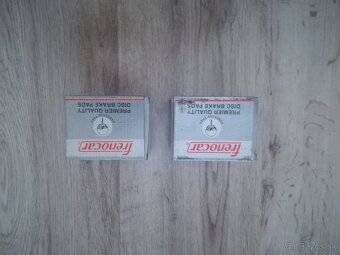 frenocar
PREMIER QUALITY
DISC BRAKE PADS
frenocar
PREMIER QUALITY
DISC BRAKE PADS